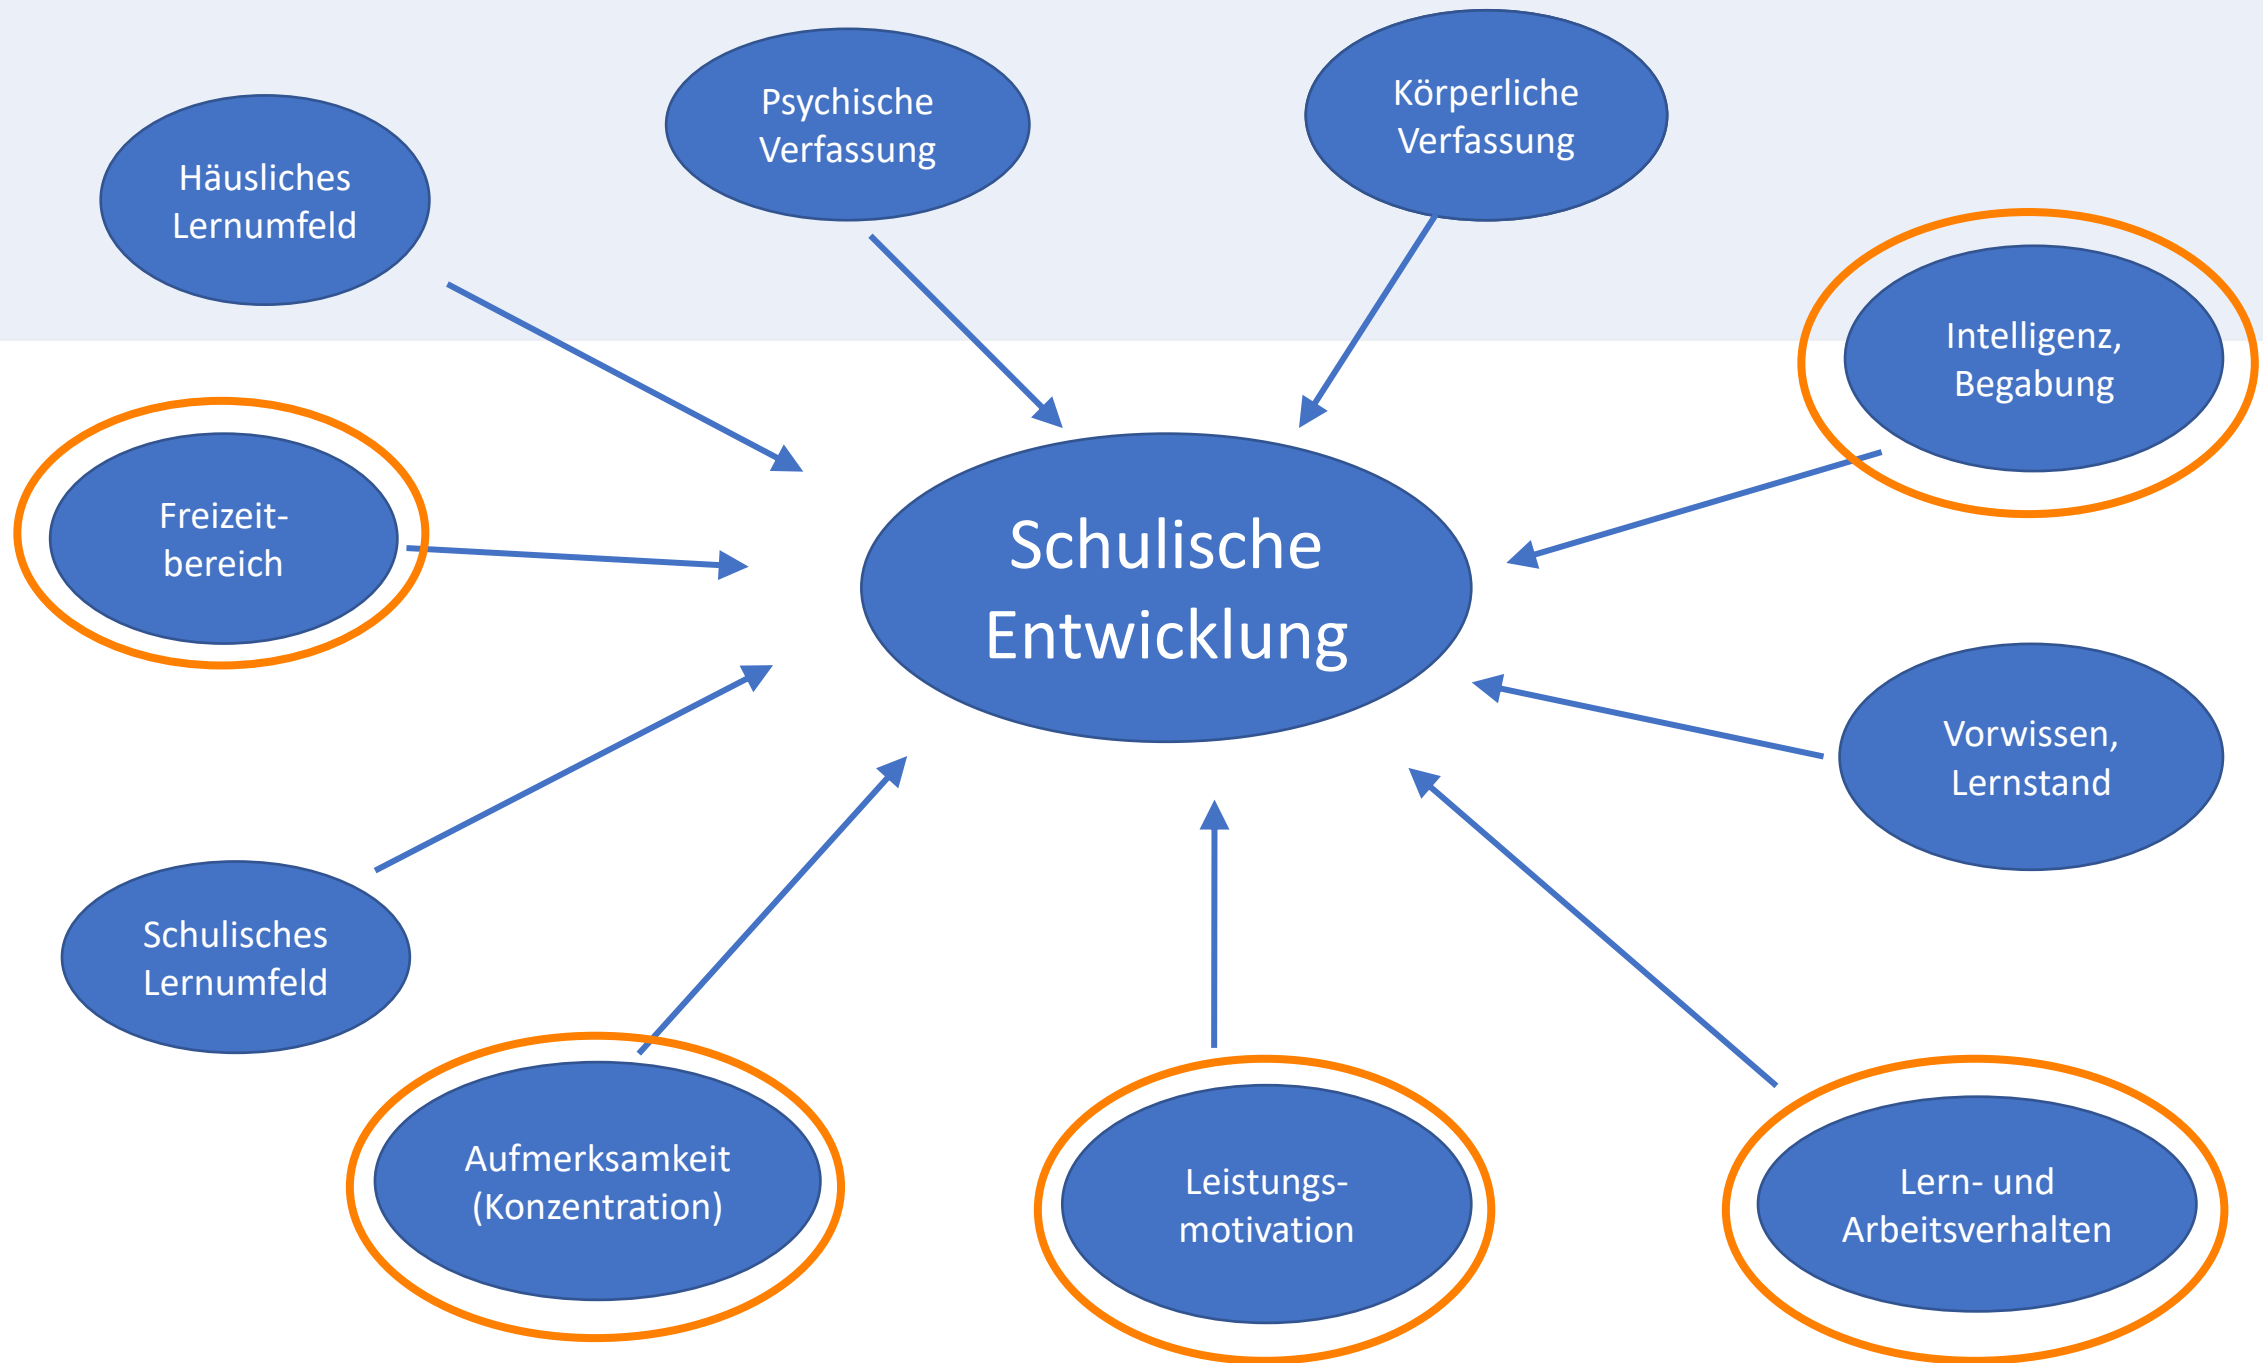 Psychische
Verfassung
Körperliche
Verfassung
Häusliches
Lernumfeld
Intelligenz,
Begabung
Freizeit-
bereich
Schulische
Entwicklung
Vorwissen,
Lernstand
Schulisches
Lernumfeld
Aufmerksamkeit
(Konzentration)
Leistungs-
motivation
Lern- und
Arbeitsverhalten